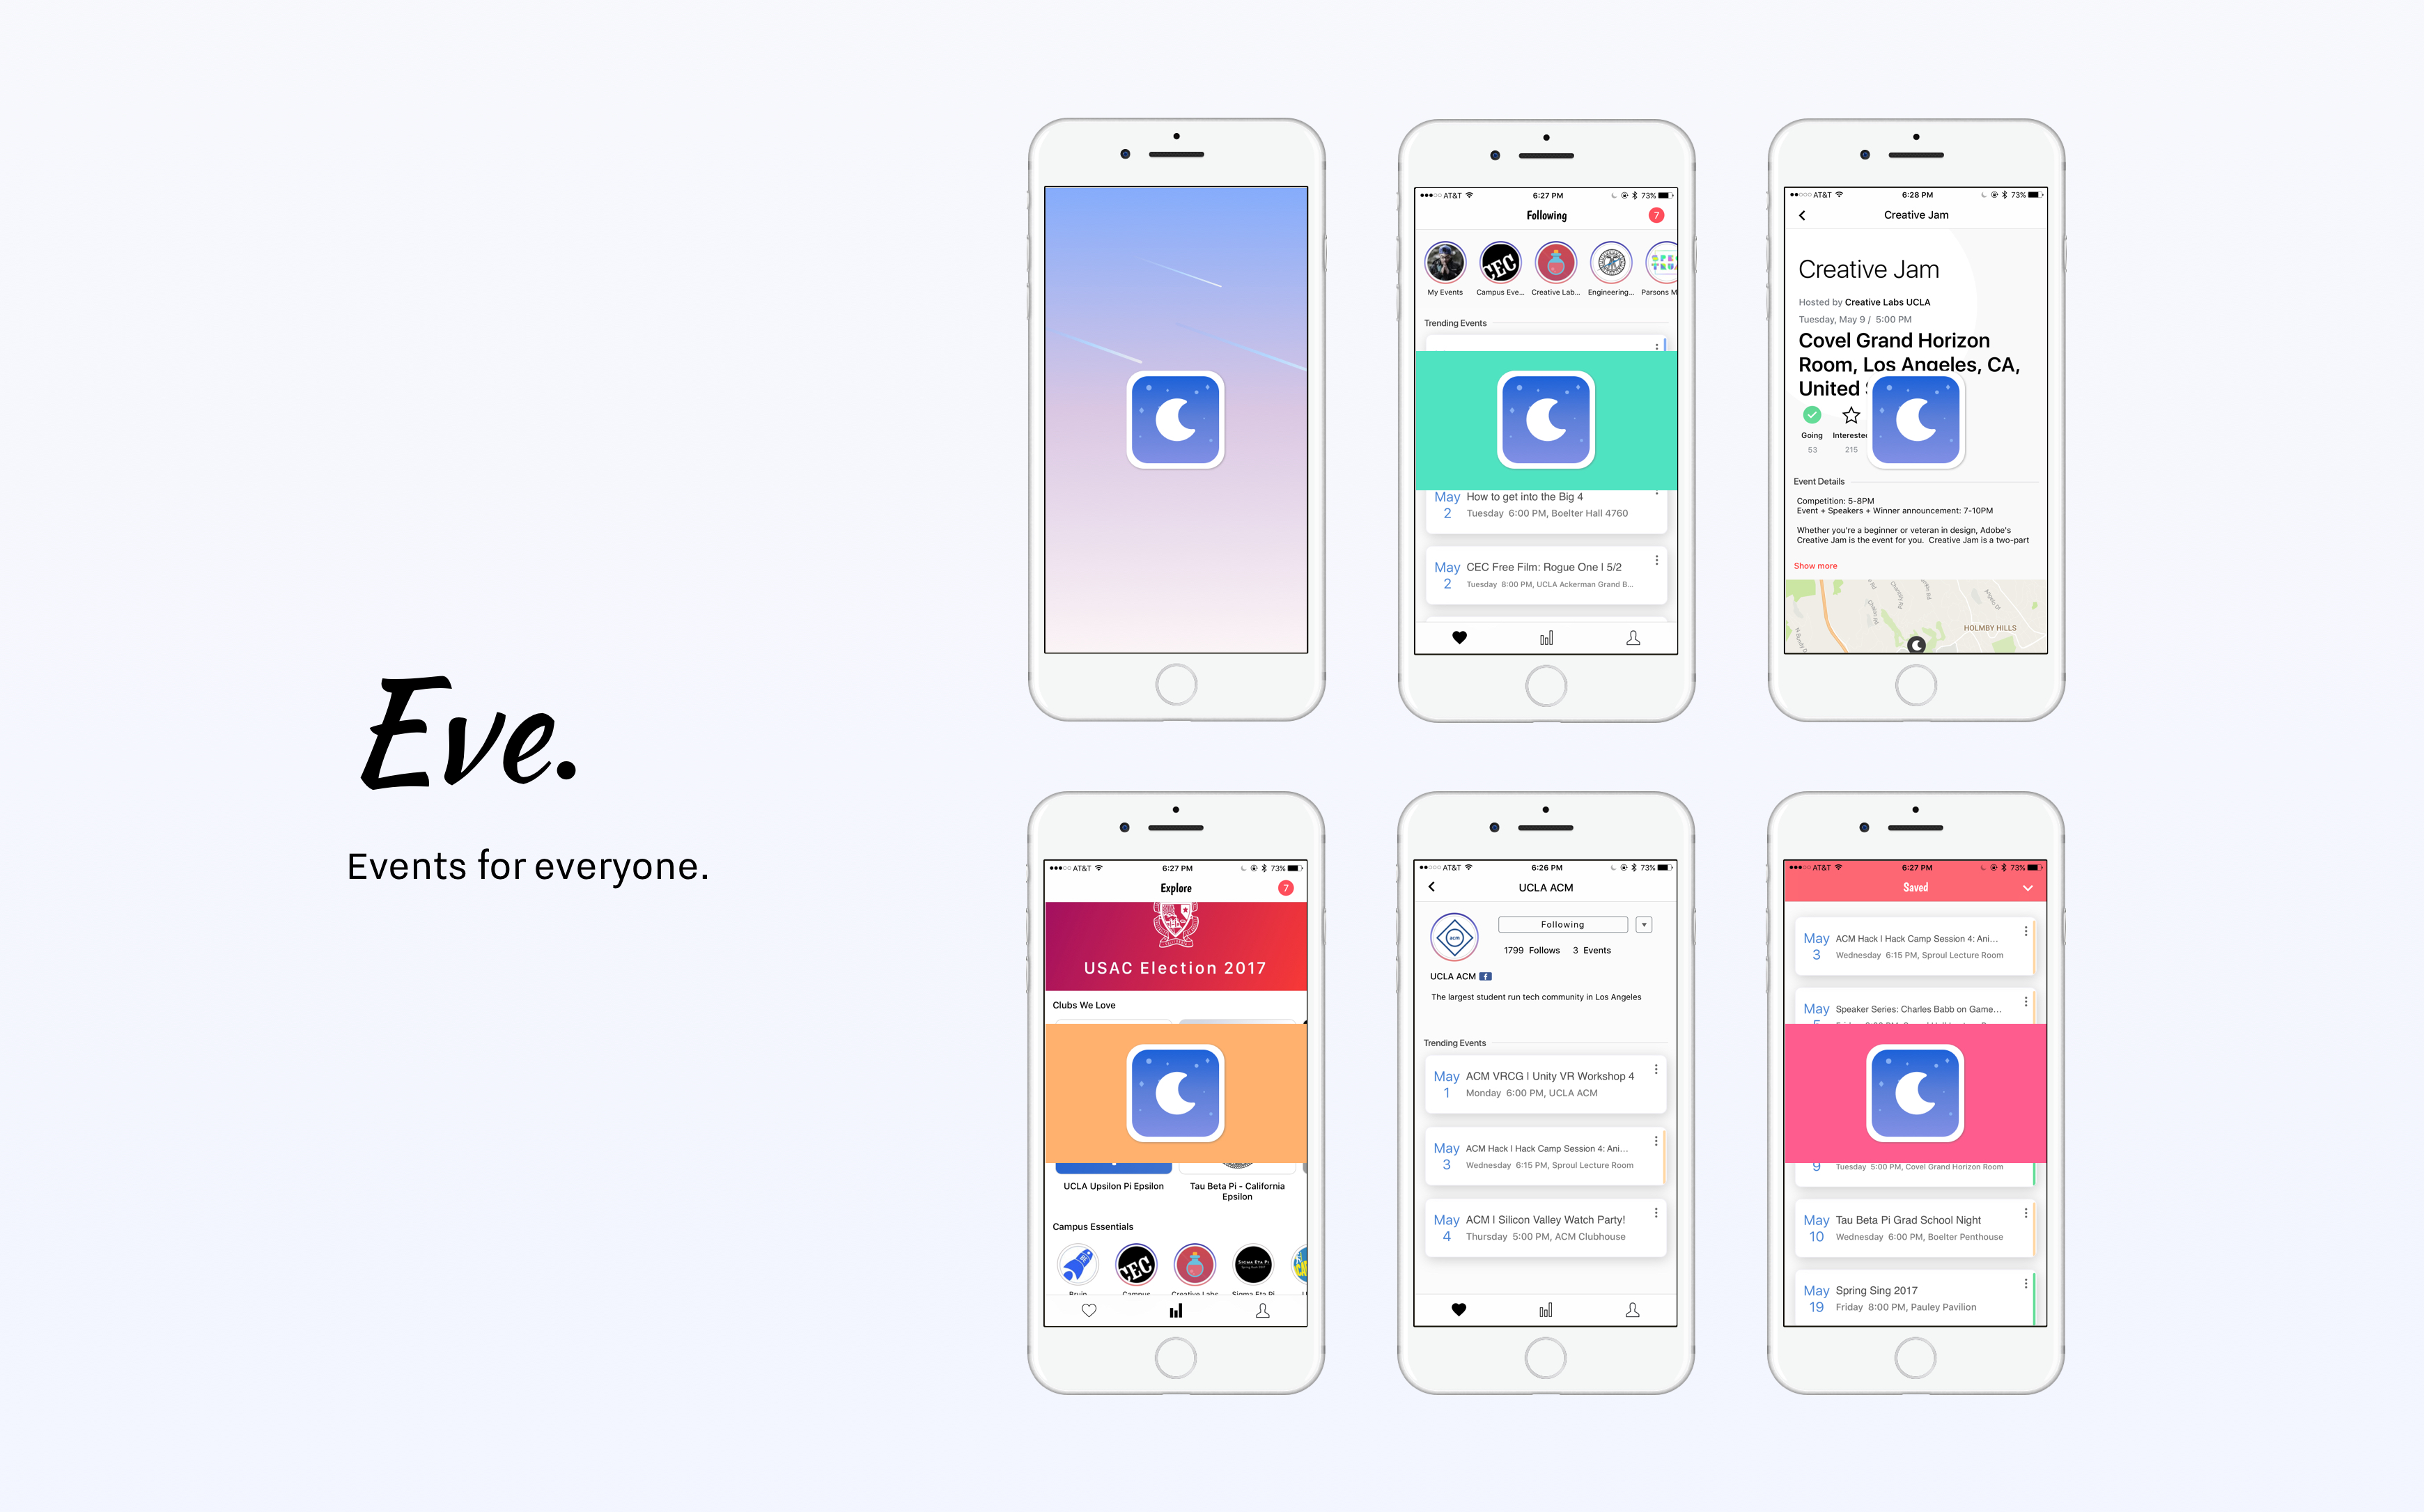 Eve.
Events for everyone.
AT&T 6:27 PM 73%
Following 7
My Events Campus Eve... Creative Lab... Engineering... Parsons M
CEC
Trending Events
May 2 How to get into the Big 4
Tuesday 6:00 PM, Boelter Hall 4760
May 2 CEC Free Film: Rogue One | 5/2
Tuesday 8:00 PM, UCLA Ackerman Grand B...
AT&T 6:28 PM 73%
Creative Jam
Creative Jam
Hosted by Creative Labs UCLA
Tuesday, May 9 / 5:00 PM
Covel Grand Horizon
Room, Los Angeles, CA,
United
Going Interested
53 215
Event Details
Competition: 5-8PM
Event + Speakers + Winner announcement: 7-10PM
Whether you're a beginner or veteran in design, Adobe's
Creative Jam is the event for you. Creative Jam is a two-part
Show more
HOLMBY HILLS
AT&T 6:27 PM 73%
Explore 7
USAC Election 2017
Clubs We Love
UCLA Upsilon Pi Epsilon
Tau Beta Pi - California
Epsilon
Campus Essentials
CEC
SIGMA ETA PI
Bruin Campus Creative Labs Sigma Eta Pi
AT&T 6:26 PM 73%
UCLA ACM
acm
Following
1799 Follows 3 Events
UCLA ACM f
The largest student run tech community in Los Angeles
Trending Events
May 1 ACM VRCG | Unity VR Workshop 4
Monday 6:00 PM, UCLA ACM
May 3 ACM Hack | Hack Camp Session 4: Ani...
Wednesday 6:15 PM, Sproul Lecture Room
May 4 ACM | Silicon Valley Watch Party!
Thursday 5:00 PM, ACM Clubhouse
AT&T 6:27 PM 73%
Saved
May 3 ACM Hack | Hack Camp Session 4: Ani...
Wednesday 6:15 PM, Sproul Lecture Room
May Speaker Series: Charles Babb on Game...
9 Tuesday 5:00 PM, Covel Grand Horizon Room
May 10 Tau Beta Pi Grad School Night
Wednesday 6:00 PM, Boelter Penthouse
May 19 Spring Sing 2017
Friday 8:00 PM, Pauley Pavilion